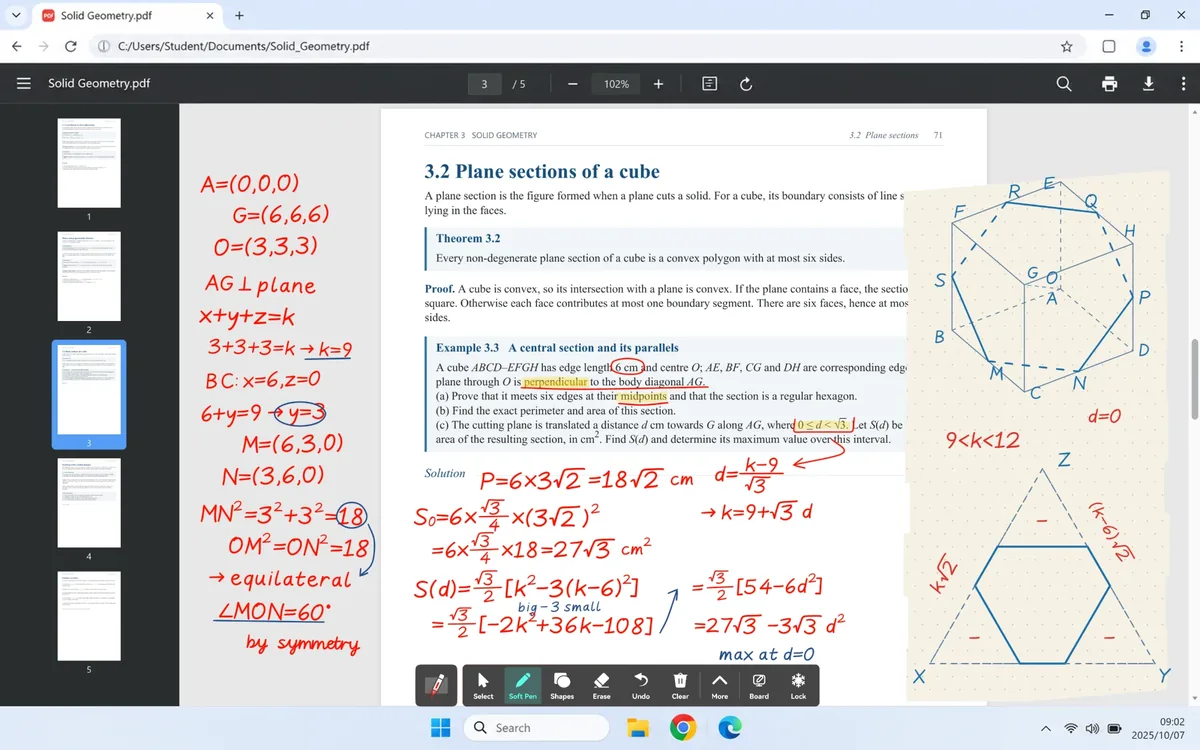 Solid Geometry.pdf
C:/Users/Student/Documents/Solid_Geometry.pdf
Solid Geometry.pdf
3 / 5
102%
1
2
3
4
5
A=(0,0,0)
G=(6,6,6)
O=(3,3,3)
AG⊥plane
x+y+z=k
3+3+3=k→k=9
BC: x=6,z=0
6+y=9→y=3
M=(6,3,0)
N=(3,6,0)
MN²=3²+3²=18
OM²=ON²=18
→equilateral
∠MON=60°
by symmetry
CHAPTER 3 SOLID GEOMETRY
3.2 Plane sections 71
3.2 Plane sections of a cube
A plane section is the figure formed when a plane cuts a solid. For a cube, its boundary consists of line s
lying in the faces.
Theorem 3.2
Every non-degenerate plane section of a cube is a convex polygon with at most six sides.
Proof. A cube is convex, so its intersection with a plane is convex. If the plane contains a face, the sectio
square. Otherwise each face contributes at most one boundary segment. There are six faces, hence at mos
sides.
Example 3.3 A central section and its parallels
A cube ABCD–EFGH has edge length 6 cm and centre O; AE, BF, CG and DH are corresponding edge
plane through O is perpendicular to the body diagonal AG.
(a) Prove that it meets six edges at their midpoints and that the section is a regular hexagon.
(b) Find the exact perimeter and area of this section.
(c) The cutting plane is translated a distance d cm towards G along AG, where 0 ≤ d < √3. Let S(d) be
area of the resulting section, in cm². Find S(d) and determine its maximum value over this interval.
Solution
P=6×3√2=18√2 cm
d=(k-9)/√3
S₀=6×√3/4×(3√2)²
→k=9+√3 d
=6×√3/4×18=27√3 cm²
S(d)=√3/2[k²-3(k-6)²]
big-3 small
=√3/2[-2k²+36k-108]
=√3/2[54-6d²]
=27√3-3√3 d²
max at d=0
E
R
F
Q
H
S
G
O
A
P
B
D
M
N
C
d=0
9<k<12
Z
k√2
(k-6)√2
−
−
−
X
Y
Select
Soft Pen
Shapes
Erase
Undo
Clear
More
Board
Lock
Search
09:02
2025/10/07